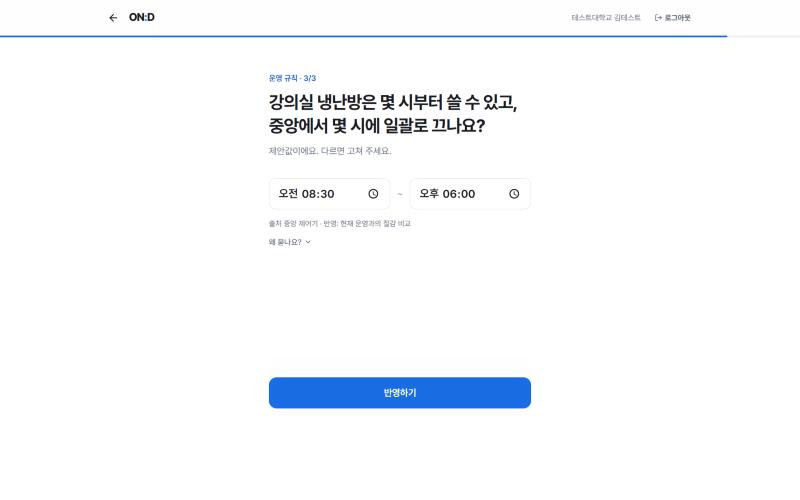 ON:D
테스트대학교 김테스트
로그아웃
운영 규칙 · 3/3
강의실 냉난방은 몇 시부터 쓸 수 있고,
중앙에서 몇 시에 일괄로 끄나요?
제안값이에요. 다르면 고쳐 주세요.
오전 08:30 ~ 오후 06:00
출처 중앙 제어기 · 반영: 현재 운영과의 절감 비교
왜 묻나요?
반영하기